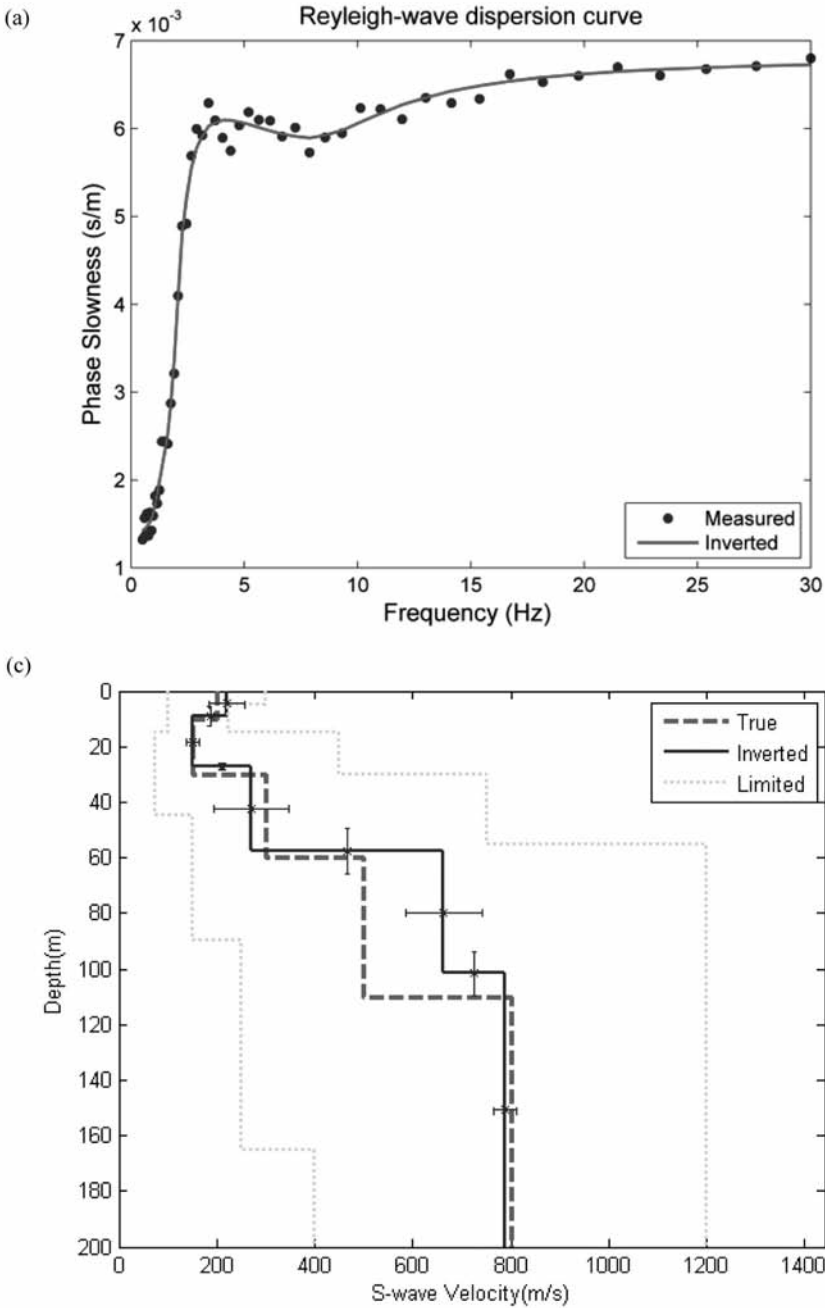 (a)
Reyleigh-wave dispersion curve
x 10⁻³
7
6
5
4
3
2
1
Phase Slowness (s/m)
Measured
Inverted
0 5 10 15 20 25 30
Frequency (Hz)
(c)
0
20
40
60
80
100
120
140
160
180
200
Depth(m)
True
Inverted
Limited
0 200 400 600 800 1000 1200 1400
S-wave Velocity(m/s)